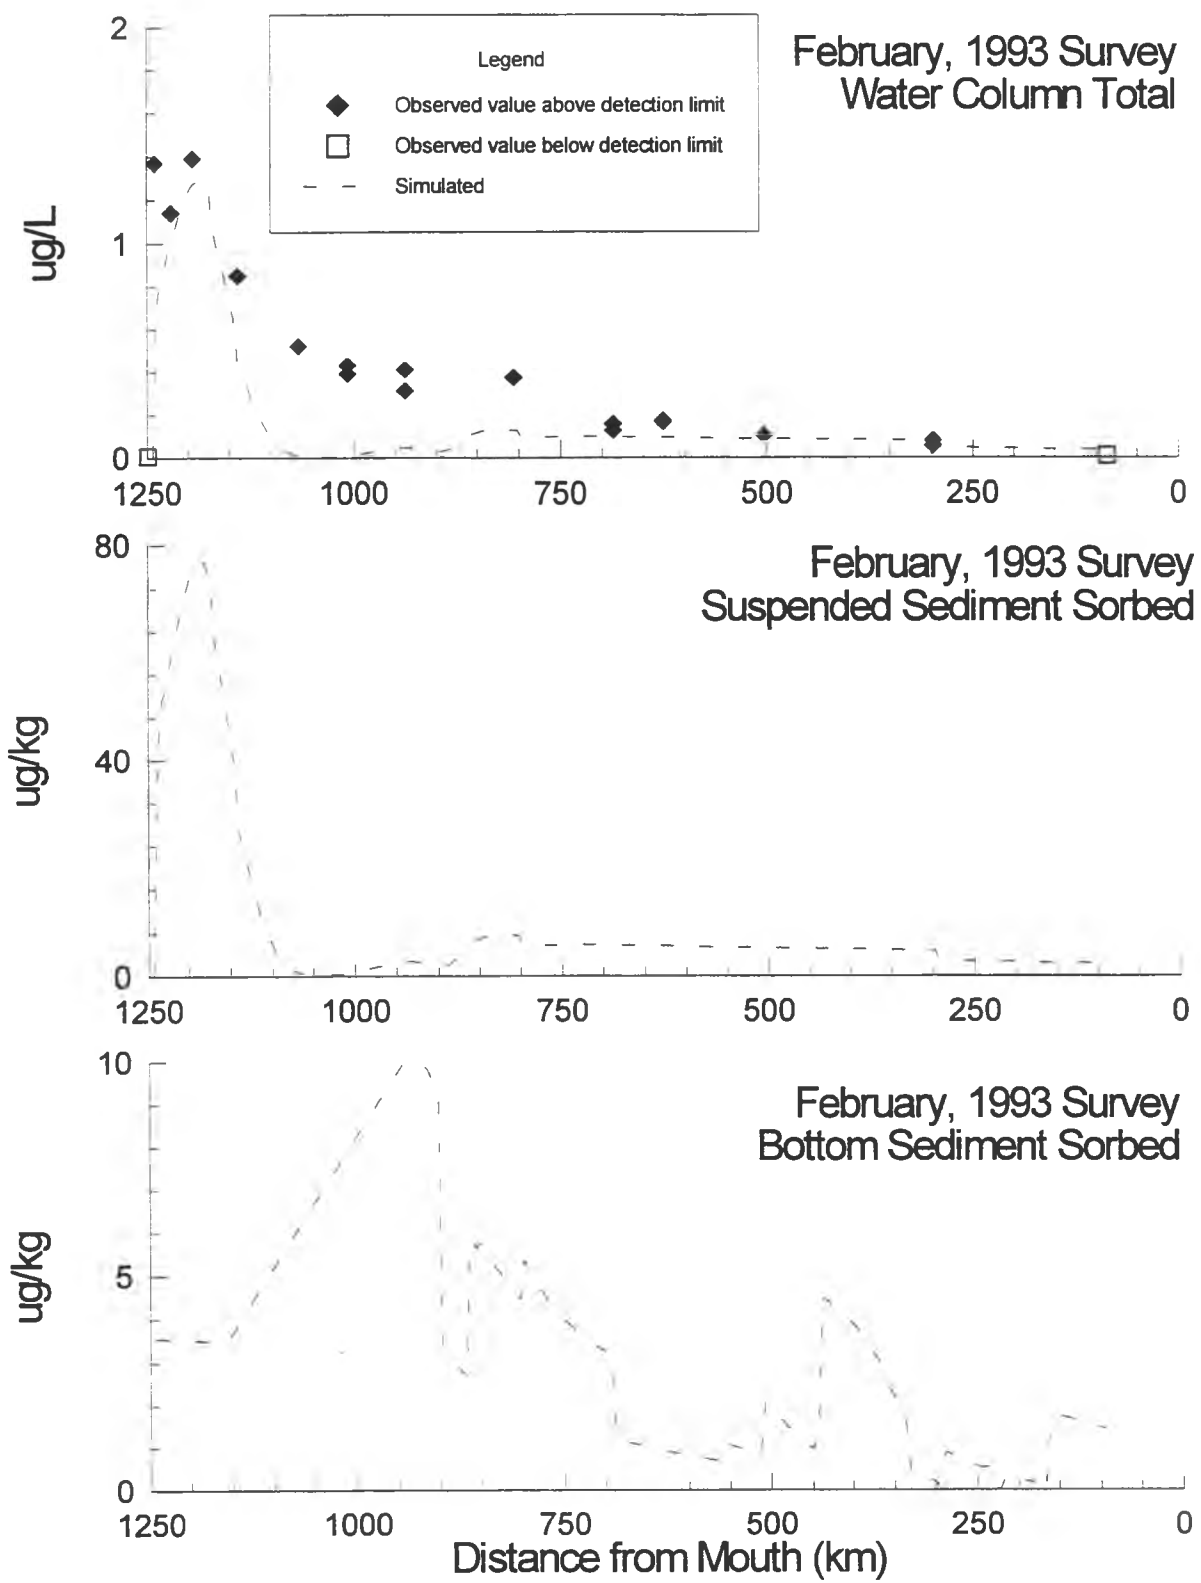 February, 1993 Survey
Water Column Total
Legend
Observed value above detection limit
Observed value below detection limit
Simulated
ug/L
2
1
0
1250 1000 750 500 250 0
February, 1993 Survey
Suspended Sediment Sorbed
ug/kg
80
40
0
1250 1000 750 500 250 0
February, 1993 Survey
Bottom Sediment Sorbed
ug/kg
10
5
0
1250 1000 750 500 250 0
Distance from Mouth (km)